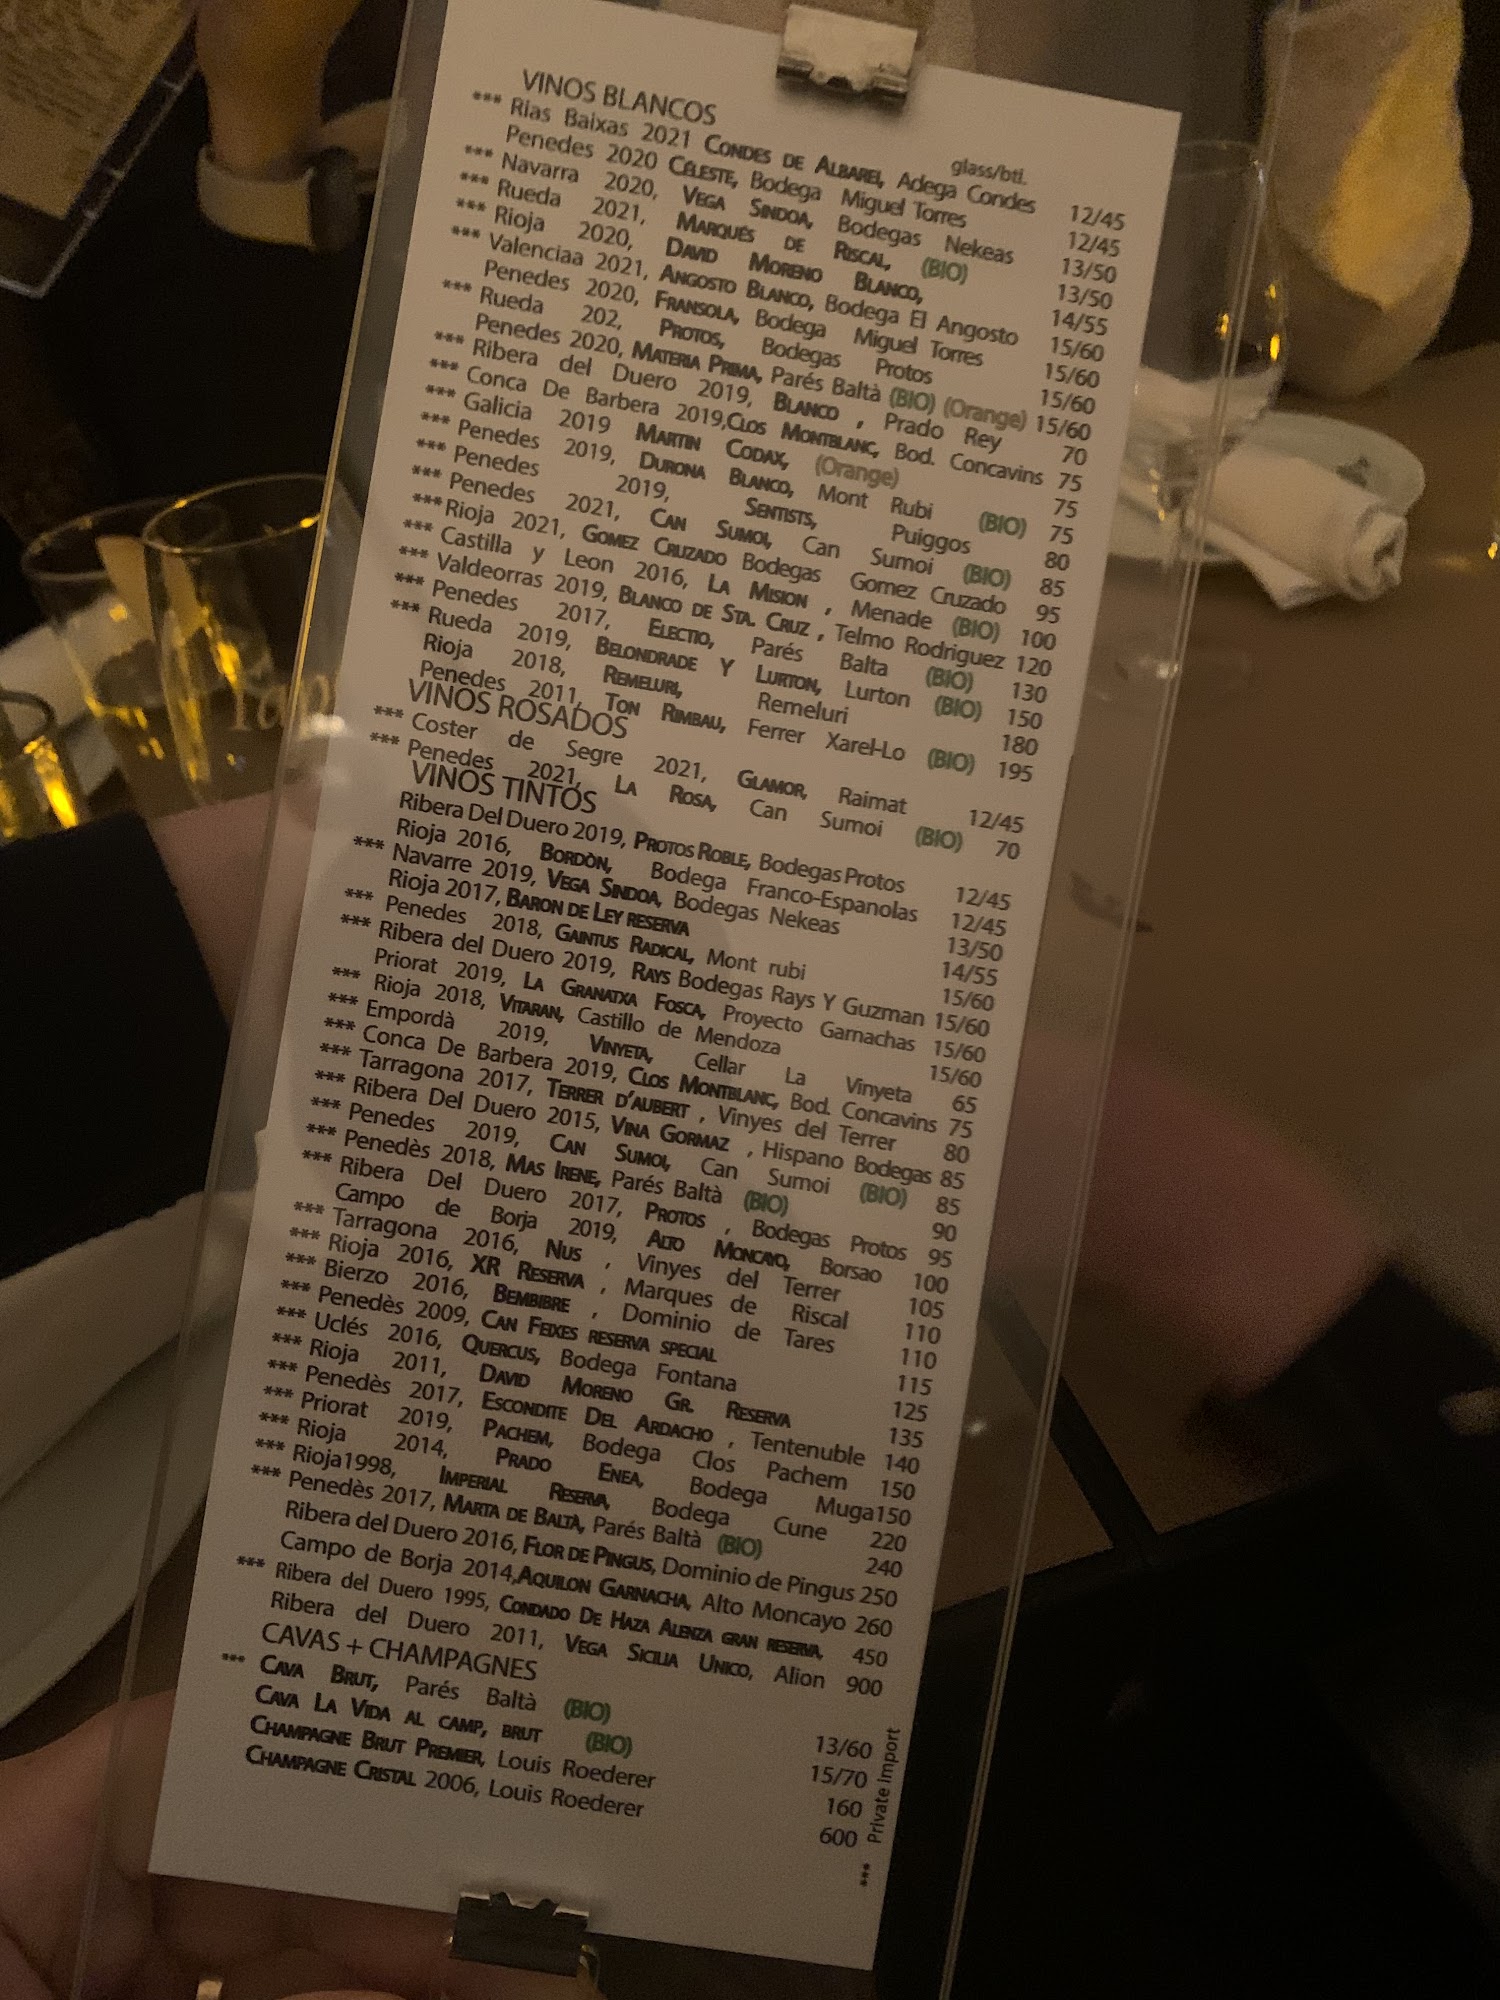 VINOS BLANCOS
glass/btl.
*** Rias Baixas 2021 CONDES DE ALBAREI, Adega Condes 12/45
Penedes 2020 CÉLESTE, Bodega Miguel Torres 12/45
*** Navarra 2020, VEGA SINDOA, Bodegas Nekeas 13/50
*** Rueda 2021, MARQUÉS DE RISCAL, (BIO) 13/50
*** Rioja 2020, DAVID MORENO BLANCO, 14/55
*** Valenciaa 2021, ANGOSTO BLANCO, Bodega El Angosto 15/60
Penedes 2020, FRANSOLA, Bodega Miguel Torres 15/60
*** Rueda 202, PROTOS, Bodegas Protos 15/60
Penedes 2020, MATERIA PRIMA, Parés Baltà (BIO) (Orange) 15/60
*** Ribera del Duero 2019, BLANCO , Prado Rey 70
*** Conca De Barbera 2019,CLOS MONTBLANC, Bod. Concavins 75
*** Galicia 2019 MARTIN CODAX, (Orange) 75
*** Penedes 2019, DURONA BLANCO, Mont Rubi (BIO) 75
*** Penedes 2019, SENTISTS, Puiggos 80
*** Penedes 2021, CAN SUMOI, Can Sumoi (BIO) 85
*** Rioja 2021, GOMEZ CRUZADO Bodegas Gomez Cruzado 95
*** Castilla y Leon 2016, LA MISION , Menade (BIO) 100
*** Valdeorras 2019, BLANCO DE STA. CRUZ , Telmo Rodriguez 120
*** Penedes 2017, ELECTIO, Parés Balta (BIO) 130
*** Rueda 2019, BELONDRADE Y LURTON, Lurton (BIO) 150
Rioja 2018, REMELURI, Remeluri 180
Penedes 2011, TON RIMBAU, Ferrer Xarel-Lo (BIO) 195
VINOS ROSADOS
*** Coster de Segre 2021, GLAMOR, Raimat 12/45
*** Penedes 2021, LA ROSA, Can Sumoi (BIO) 70
VINOS TINTOS
Ribera Del Duero 2019, PROTOS ROBLE, Bodegas Protos 12/45
Rioja 2016, BORDÒN, Bodega Franco-Espanolas 12/45
*** Navarre 2019, VEGA SINDOA, Bodegas Nekeas 13/50
Rioja 2017, BARON DE LEY RESERVA 14/55
*** Penedes 2018, GAINTUS RADICAL, Mont rubi 15/60
*** Ribera del Duero 2019, RAYS Bodegas Rays Y Guzman 15/60
Priorat 2019, LA GRANATXA FOSCA, Proyecto Garnachas 15/60
*** Rioja 2018, VITARAN, Castillo de Mendoza 15/60
*** Empordà 2019, VINYETA, Cellar La Vinyeta 65
*** Conca De Barbera 2019, CLOS MONTBLANC, Bod. Concavins 75
*** Tarragona 2017, TERRER D'AUBERT , Vinyes del Terrer 80
*** Ribera Del Duero 2015, VINA GORMAZ , Hispano Bodegas 85
*** Penedes 2019, CAN SUMOI, Can Sumoi (BIO) 85
*** Penedès 2018, MAS IRENE, Parés Baltà (BIO) 90
*** Ribera Del Duero 2017, PROTOS , Bodegas Protos 95
Campo de Borja 2019, ALTO MONCAYO, Borsao 100
*** Tarragona 2016, NUS , Vinyes del Terrer 105
*** Rioja 2016, XR RESERVA , Marques de Riscal 110
*** Bierzo 2016, BEMBIBRE , Dominio de Tares 110
*** Penedès 2009, CAN FEIXES RESERVA SPECIAL 115
*** Uclés 2016, QUERCUS, Bodega Fontana 125
*** Rioja 2011, DAVID MORENO GR. RESERVA 135
*** Penedès 2017, ESCONDITE DEL ARDACHO , Tentenuble 140
*** Priorat 2019, PACHEM, Bodega Clos Pachem 150
*** Rioja 2014, PRADO ENEA, Bodega Muga150
*** Rioja1998, IMPERIAL RESERVA, Bodega Cune 220
*** Penedès 2017, MARTA DE BALTÀ, Parés Baltà (BIO) 240
Ribera del Duero 2016, FLOR DE PINGUS, Dominio de Pingus 250
Campo de Borja 2014,AQUILON GARNACHA, Alto Moncayo 260
*** Ribera del Duero 1995, CONDADO DE HAZA ALENZA GRAN RESERVA, 450
Ribera del Duero 2011, VEGA SICILIA UNICO, Alion 900
CAVAS + CHAMPAGNES
*** CAVA BRUT, Parés Baltà (BIO) 13/60
CAVA LA VIDA AL CAMP, BRUT (BIO) 15/70
CHAMPAGNE BRUT PREMIER, Louis Roederer 160
CHAMPAGNE CRISTAL 2006, Louis Roederer 600
*** Private Import